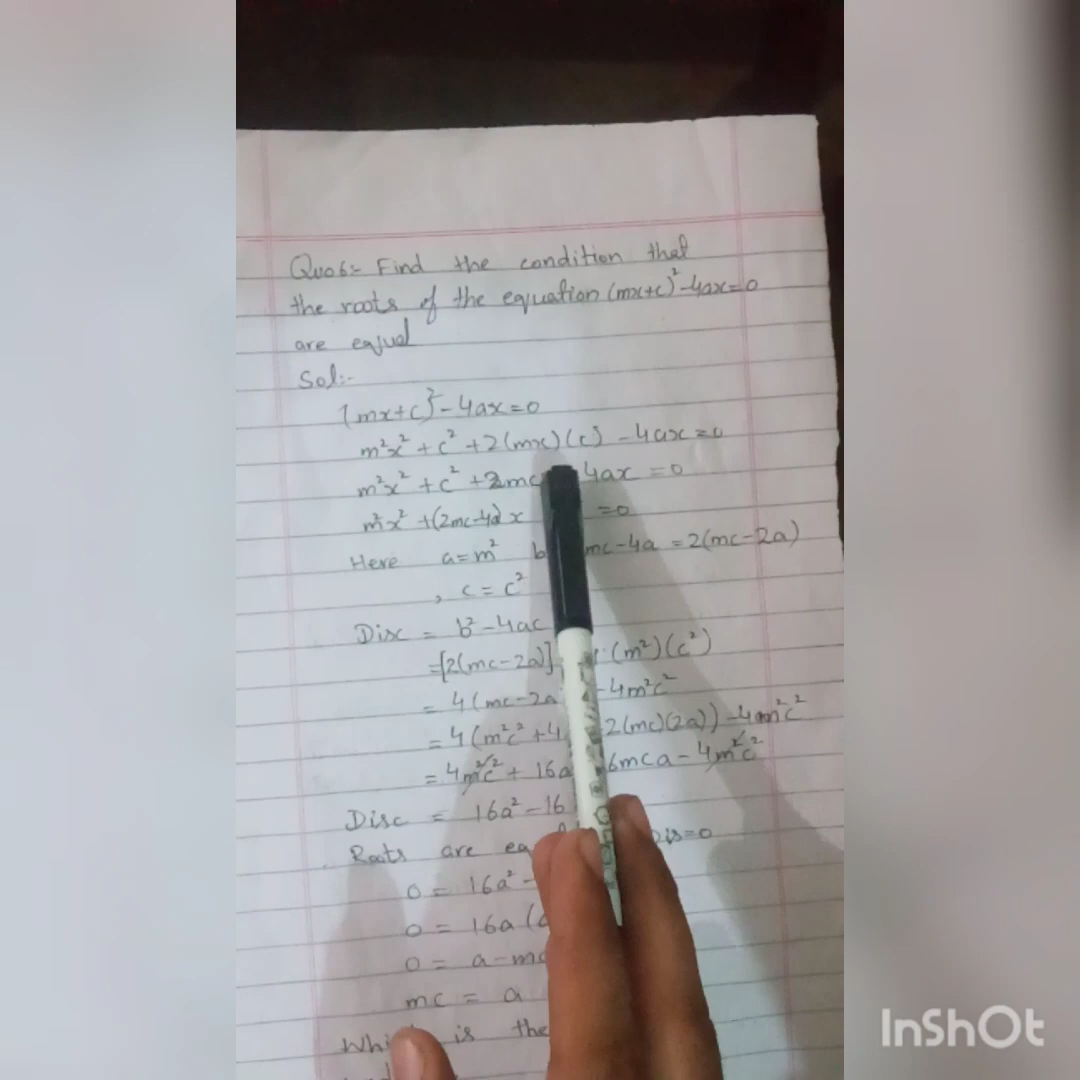 Quo6:- Find the condition that
the roots of the equation (mx+c)²-4ax=0
are equal
Sol:-
(mx+c)²-4ax=0
m²x²+c²+2(mx)(c)-4ax=0
m²x²+c²+2mc 4ax=0
m²x²+(2mc-4a)x =0
Here a=m² b mc-4a=2(mc-2a)
, c=c²
Disc = b²-4ac
=[2(mc-2a)] (m²)(c²)
= 4(mc-2a -4m²c²
= 4(m²c²+4 2(mc)(2a))-4m²c²
= 4m²c²+16a 6mca-4m²c²
Disc = 16a²-16
Roots are Dis=0
0 = 16a²-
0 = 16a(
0 = a-mc
mc = a
is the
InShOt